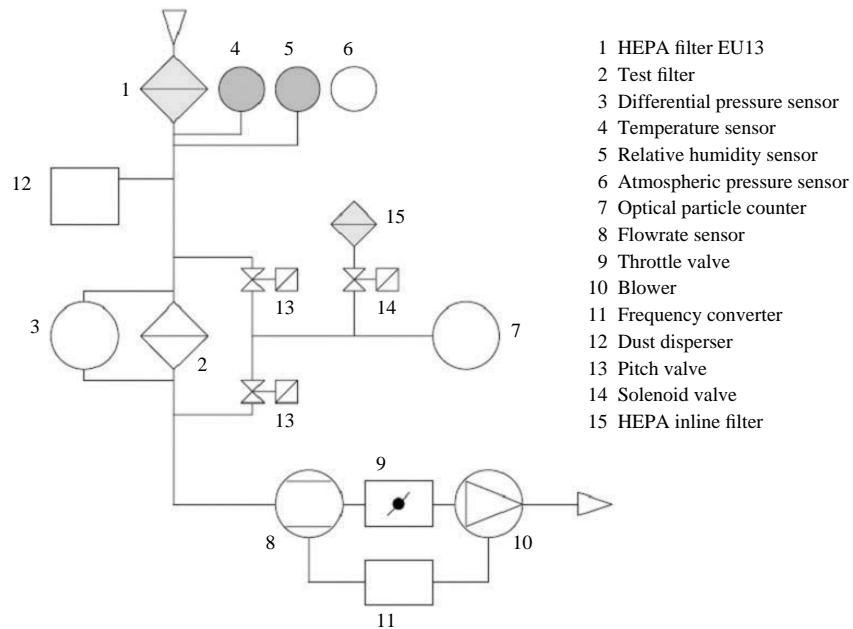 4
5
6
1
12
15
13
14
3
7
2
13
9
8
10
11
1 HEPA filter EU13
2 Test filter
3 Differential pressure sensor
4 Temperature sensor
5 Relative humidity sensor
6 Atmospheric pressure sensor
7 Optical particle counter
8 Flowrate sensor
9 Throttle valve
10 Blower
11 Frequency converter
12 Dust disperser
13 Pitch valve
14 Solenoid valve
15 HEPA inline filter